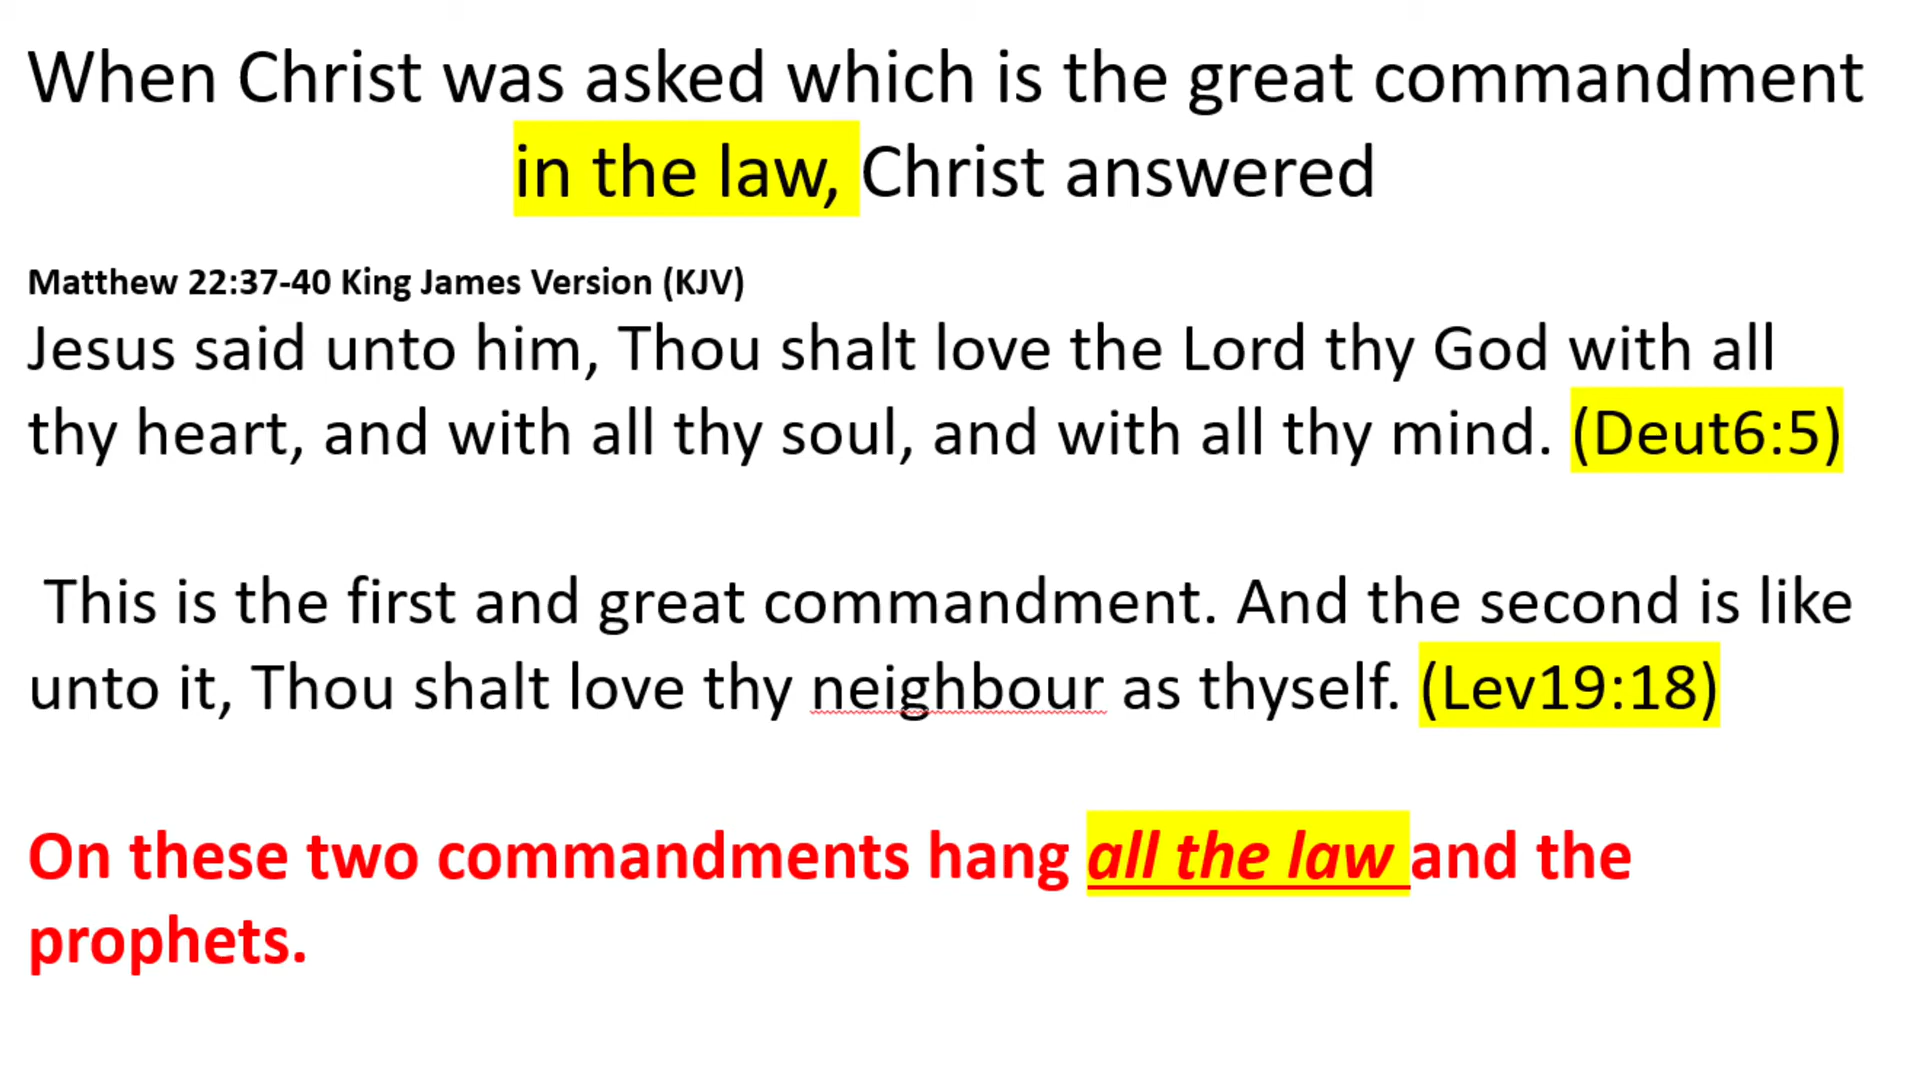 When Christ was asked which is the great commandment
in the law, Christ answered
Matthew 22:37-40 King James Version (KJV)
Jesus said unto him, Thou shalt love the Lord thy God with all
thy heart, and with all thy soul, and with all thy mind. (Deut6:5)
This is the first and great commandment. And the second is like
unto it, Thou shalt love thy neighbour as thyself. (Lev19:18)
On these two commandments hang all the law and the
prophets.